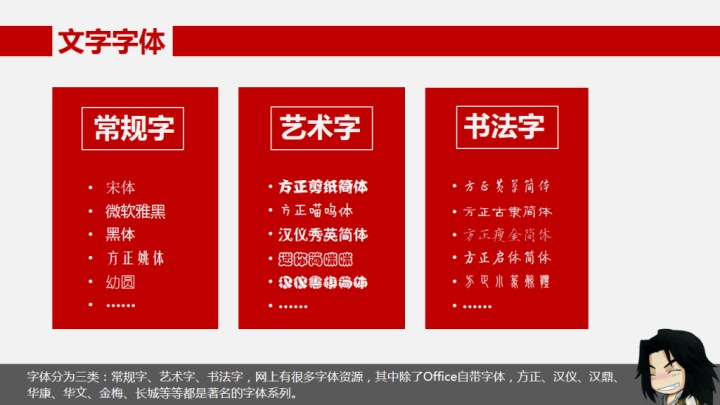 文字字体
常规字
• 宋体
• 微软雅黑
• 黑体
• 方正姚体
• 幼圆
• ······
艺术字
• 方正剪纸简体
• 方正喵呜体
• 汉仪秀英简体
• 迷你简咪咪
• ······
书法字
• 方正黄草简体
• 方正古隶简体
• 方正瘦金简体
• 方正启体简体
• ······
字体分为三类：常规字、艺术字、书法字，网上有很多字体资源，其中除了Office自带字体，方正、汉仪、汉鼎、
华康、华文、金梅、长城等等都是著名的字体系列。